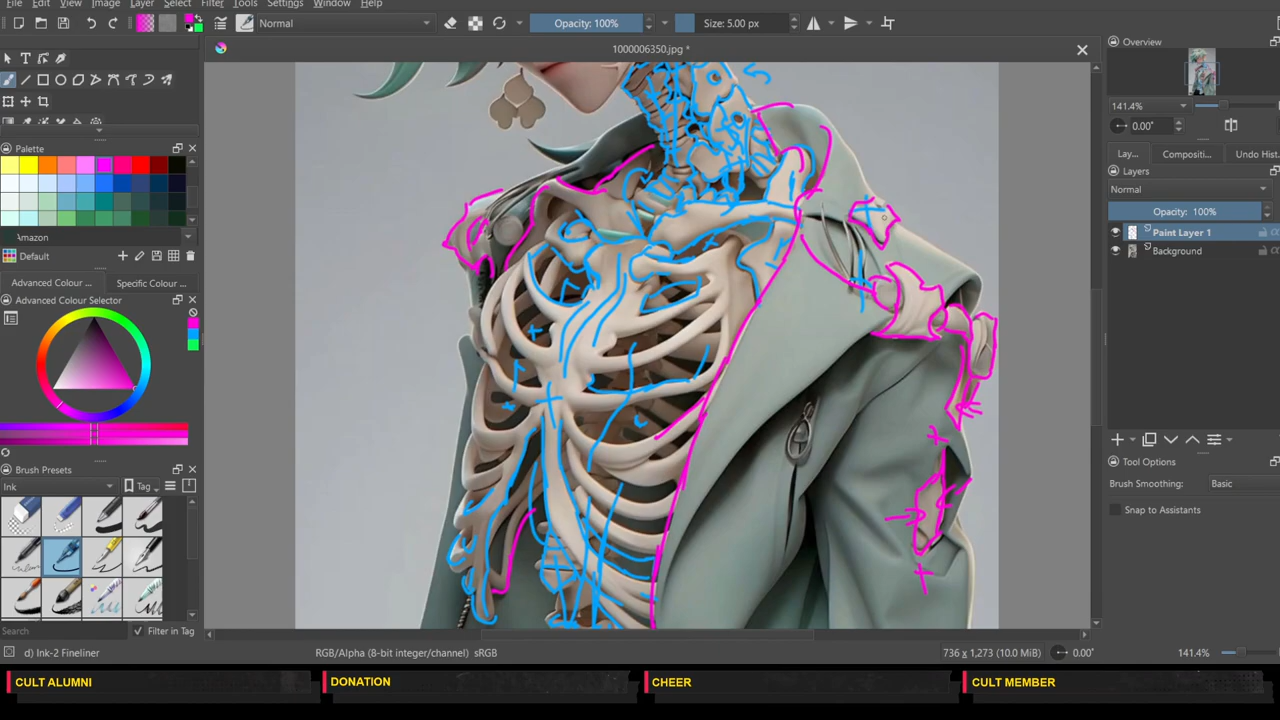 File Edit View Image Layer Select Filter Tools Settings Window Help
Normal Opacity: 100% Size: 5.00 px
1000006350.jpg *
Palette
Amazon
Default
Advanced Colour ... Specific Colour ...
Advanced Colour Selector
Brush Presets
Ink Tag
Search Filter in Tag
d) Ink-2 Fineliner RGB/Alpha (8-bit integer/channel) sRGB 736 x 1,273 (10.0 MiB) 0.00° 141.4%
Overview
141.4%
0.00°
Lay... Compositi... Undo Hist...
Layers
Normal
Opacity: 100%
Paint Layer 1
Background
Tool Options
Brush Smoothing: Basic
Snap to Assistants
CULT ALUMNI DONATION CHEER CULT MEMBER